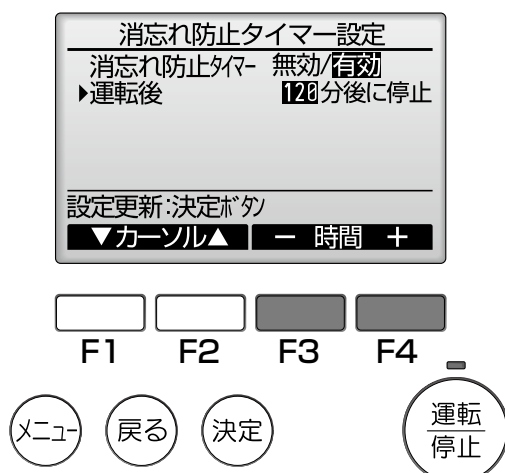 消忘れ防止タイマー設定
消忘れ防止ﾀｲﾏｰ 無効/有効
▶運転後 120分後に停止
設定更新:決定ﾎﾞﾀﾝ
▼カーソル▲ － 時間 ＋
F1 F2 F3 F4
メニュー 戻る 決定 運転
停止